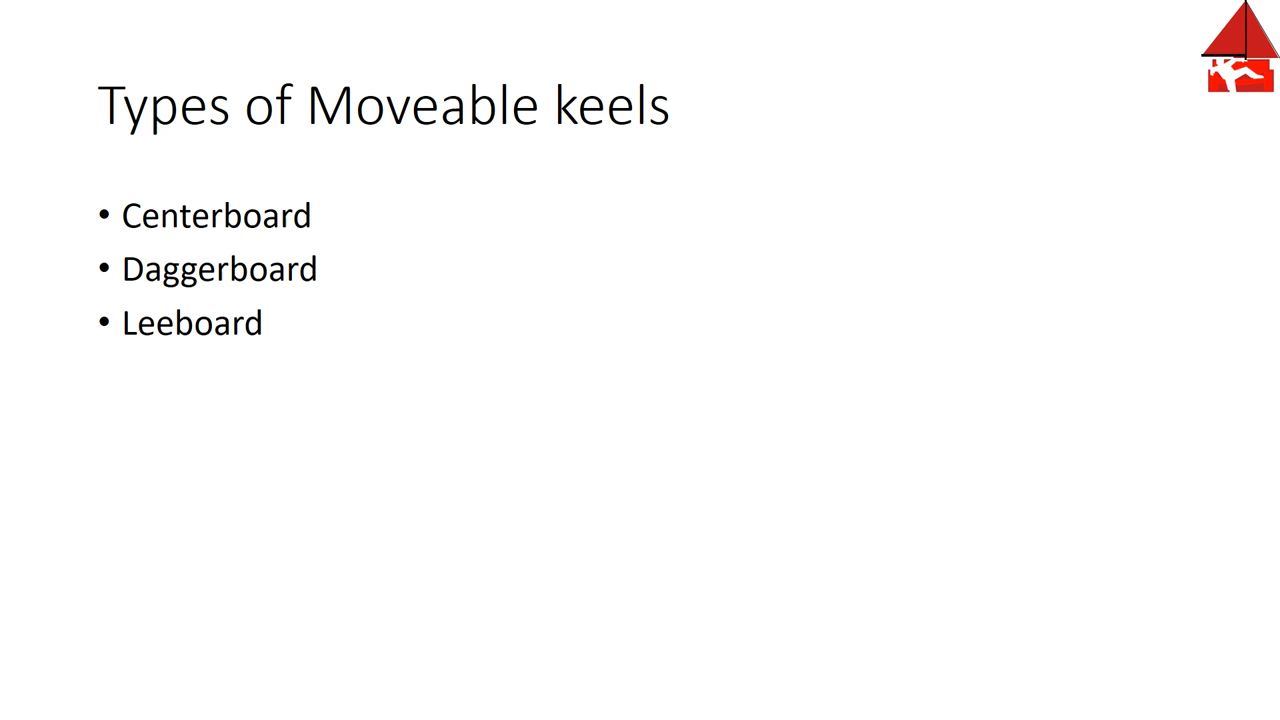 Types of Moveable keels
• Centerboard
• Daggerboard
• Leeboard